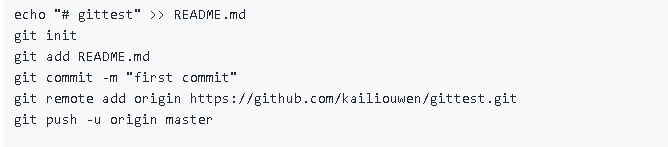 echo "# gittest" >> README.md
git init
git add README.md
git commit -m "first commit"
git remote add origin https://github.com/kailiouwen/gittest.git
git push -u origin master